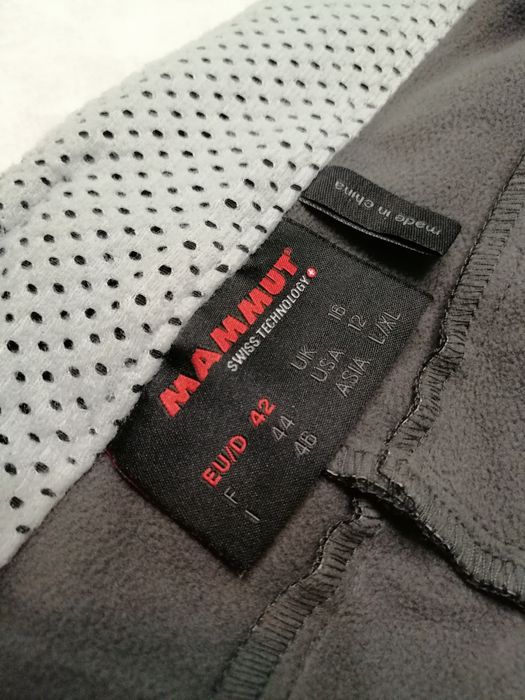 made in china
MAMMUT
SWISS TECHNOLOGY
EU/D 42
F 44
I 46
UK 16
USA 12
ASIA L/XL